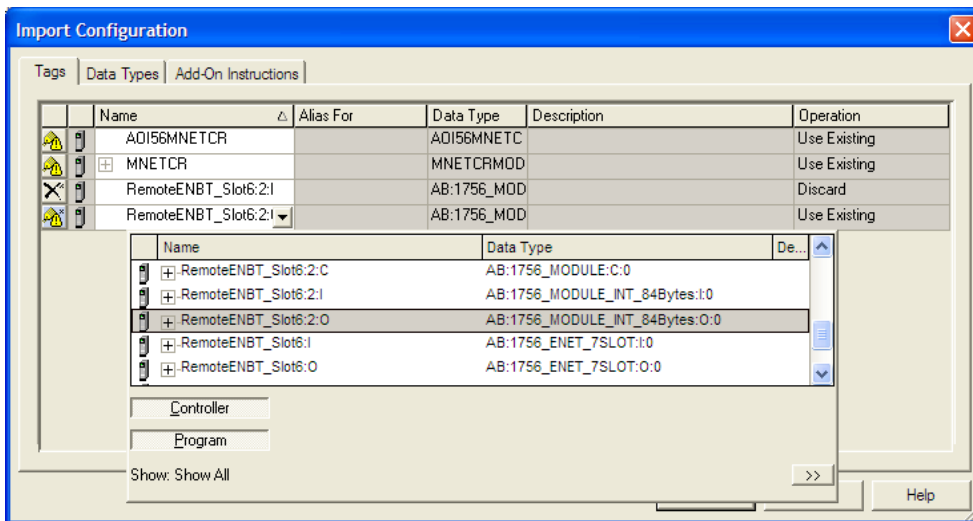 Import Configuration
Tags Data Types Add-On Instructions
Name Alias For Data Type Description Operation
AOI56MNETCR AOI56MNETC Use Existing
MNETCR MNETCRMOD Use Existing
RemoteENBT_Slot6:2:I AB:1756_MOD Discard
RemoteENBT_Slot6:2:I AB:1756_MOD Use Existing
Name Data Type De...
RemoteENBT_Slot6:2:C AB:1756_MODULE:C:0
RemoteENBT_Slot6:2:I AB:1756_MODULE_INT_84Bytes:I:0
RemoteENBT_Slot6:2:O AB:1756_MODULE_INT_84Bytes:O:0
RemoteENBT_Slot6:I AB:1756_ENET_7SLOT:I:0
RemoteENBT_Slot6:O AB:1756_ENET_7SLOT:O:0
Controller
Program
Show: Show All >>
Help